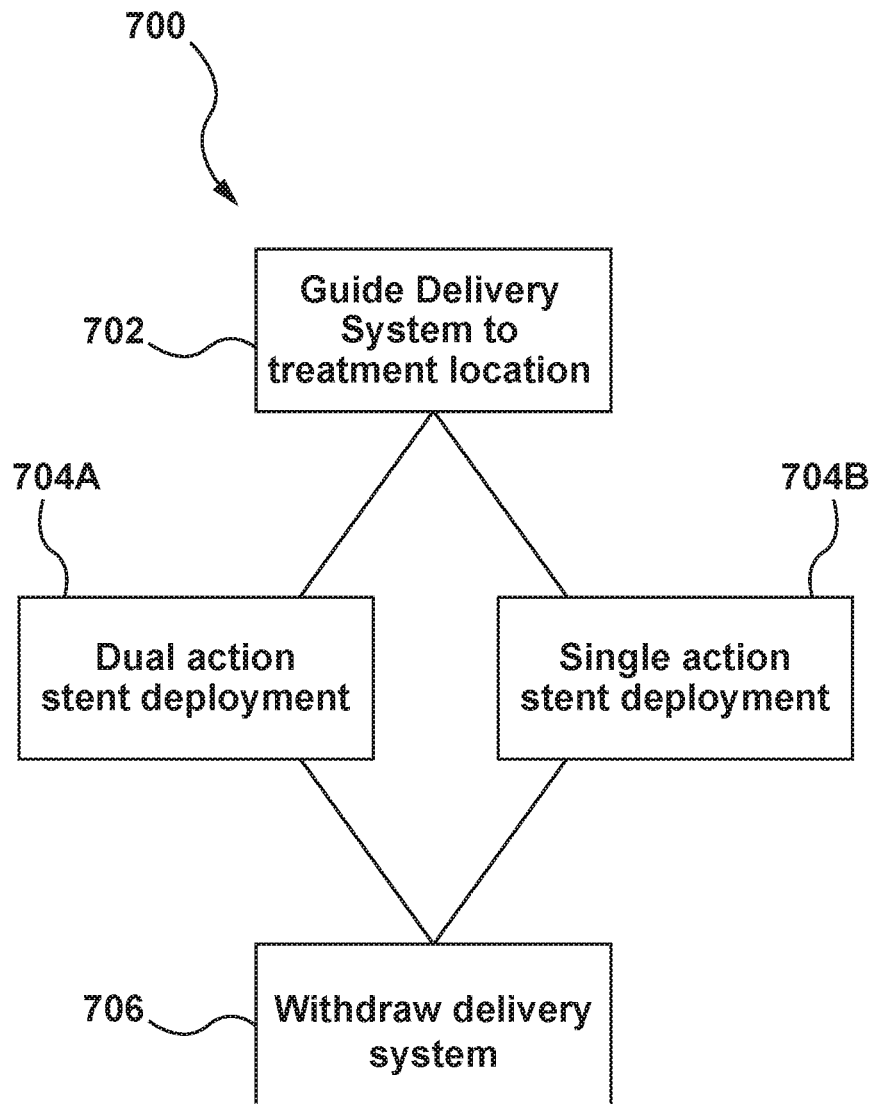 700
Guide Delivery
System to
treatment location
702
704A
704B
Dual action
stent deployment
Single action
stent deployment
706
Withdraw delivery
system